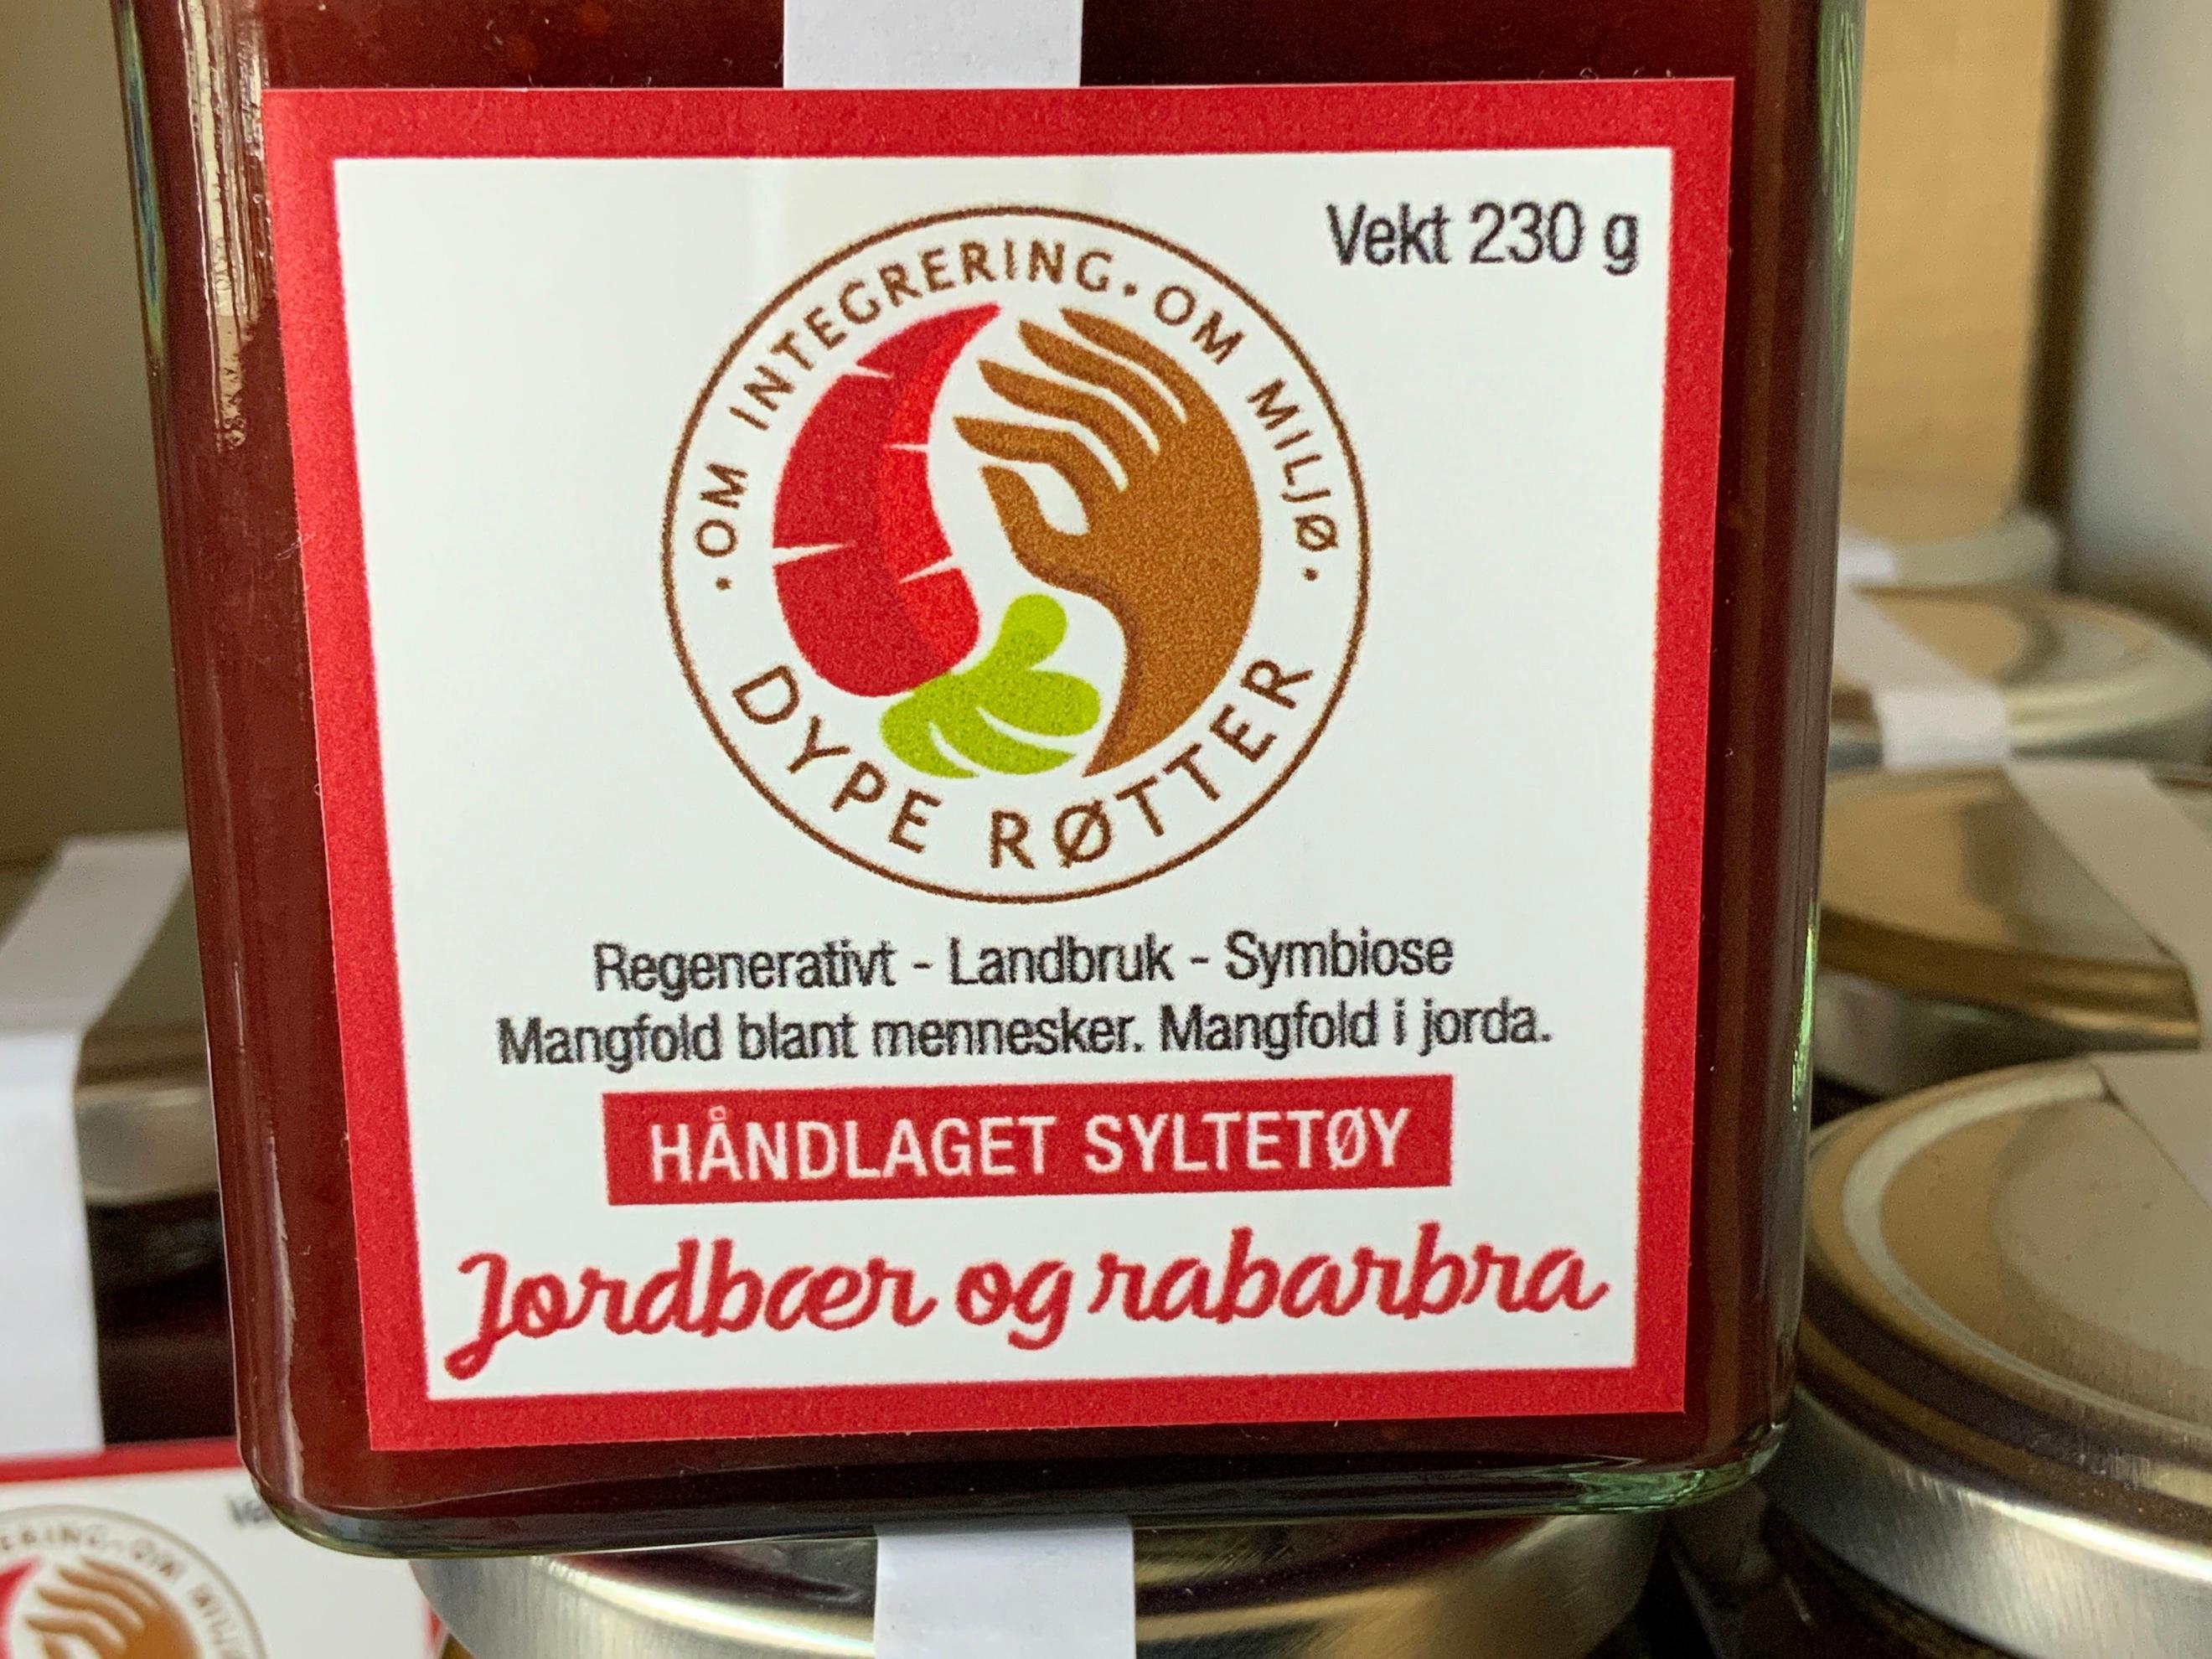 Vekt 230 g
· OM INTEGRERING · OM MILJØ ·
DYPE RØTTER
Regenerativt - Landbruk - Symbiose
Mangfold blant mennesker. Mangfold i jorda.
HÅNDLAGET SYLTETØY
Jordbær og rabarbra